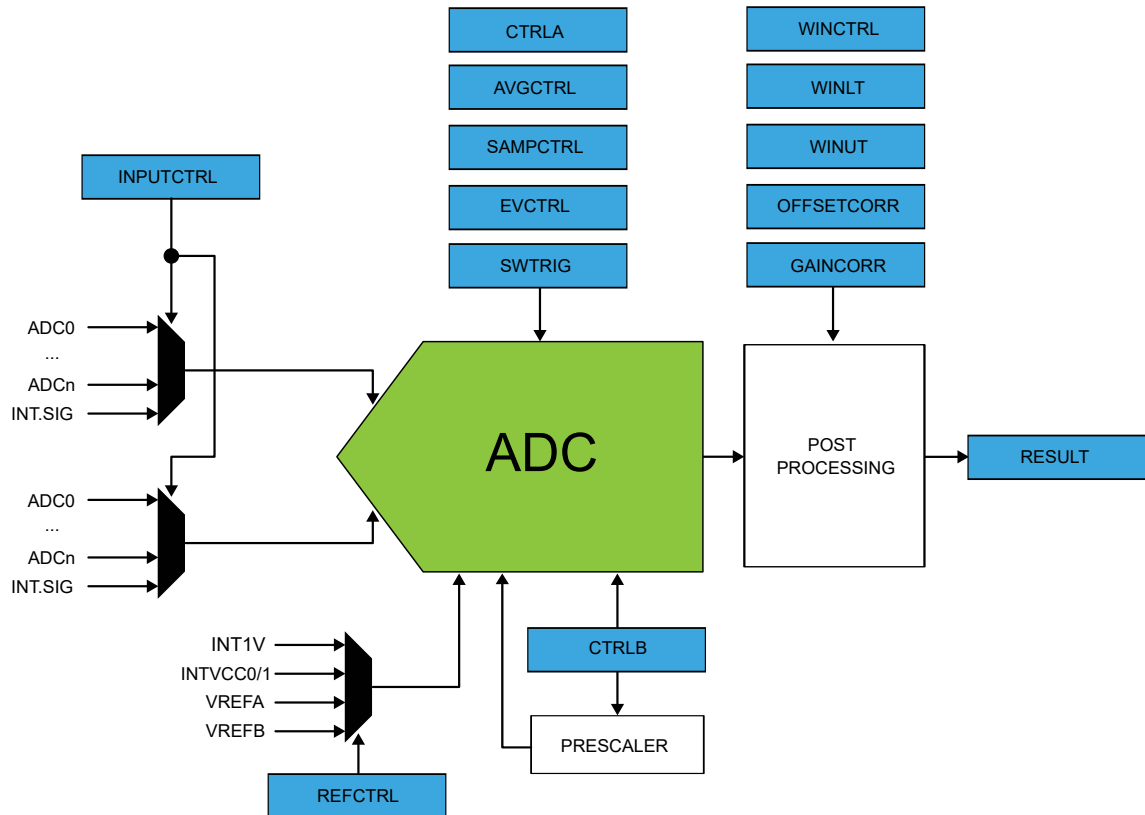 CTRLA
WINCTRL
AVGCTRL
WINLT
SAMPCTRL
WINUT
INPUTCTRL
EVCTRL
OFFSETCORR
SWTRIG
GAINCORR
ADC0
...
ADCn
INT.SIG
ADC
POST
PROCESSING
RESULT
ADC0
...
ADCn
INT.SIG
INT1V
INTVCC0/1
VREFA
VREFB
CTRLB
PRESCALER
REFCTRL